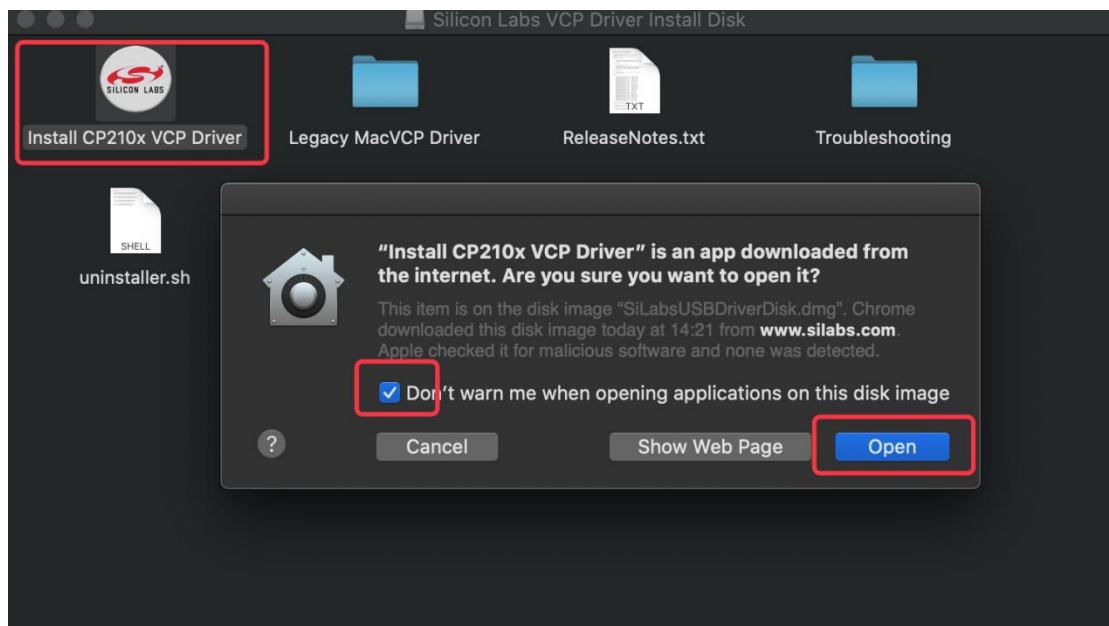 Silicon Labs VCP Driver Install Disk
SILICON LABS
TXT
Install CP210x VCP Driver
Legacy MacVCP Driver
ReleaseNotes.txt
Troubleshooting
SHELL
uninstaller.sh
“Install CP210x VCP Driver” is an app downloaded from
the internet. Are you sure you want to open it?
This item is on the disk image “SiLabsUSBDriverDisk.dmg”. Chrome
downloaded this disk image today at 14:21 from www.silabs.com.
Apple checked it for malicious software and none was detected.
Don’t warn me when opening applications on this disk image
?
Cancel
Show Web Page
Open